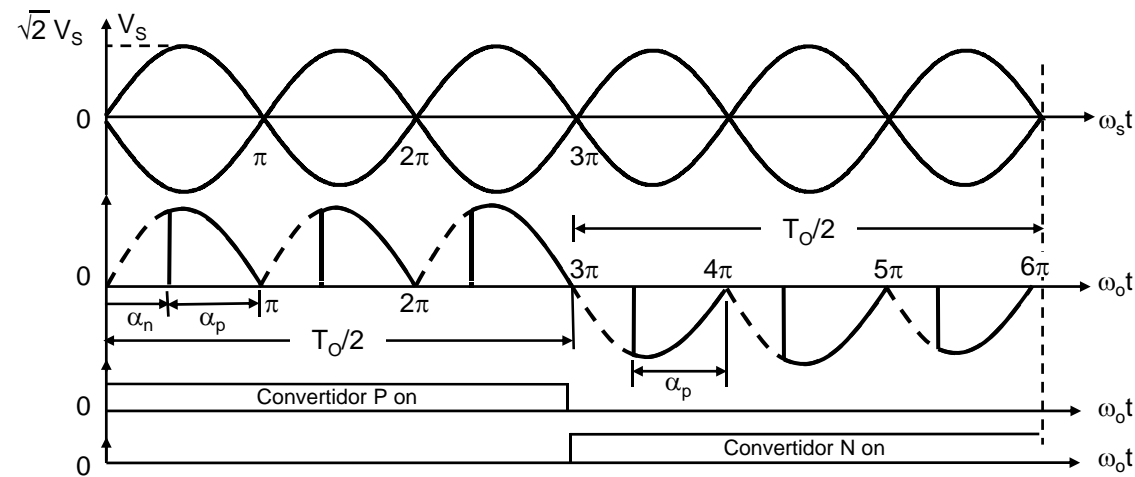 √2 V_S V_S
0 ω_st
π 2π 3π
T_O/2
0 3π 4π 5π 6π ω_ot
α_n α_p π 2π
T_O/2
α_p
Convertidor P on
0 ω_ot
Convertidor N on
0 ω_ot